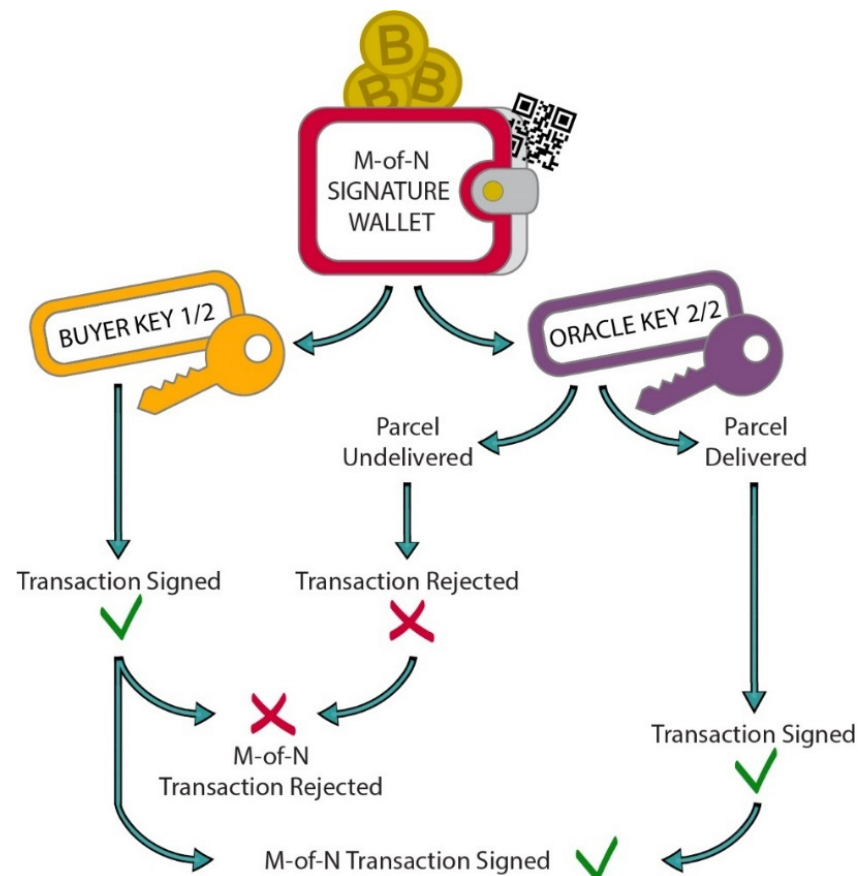 B
B
B
M-of-N
SIGNATURE
WALLET
BUYER KEY 1/2
ORACLE KEY 2/2
Parcel
Undelivered
Parcel
Delivered
Transaction Signed
Transaction Rejected
M-of-N
Transaction Rejected
Transaction Signed
M-of-N Transaction Signed